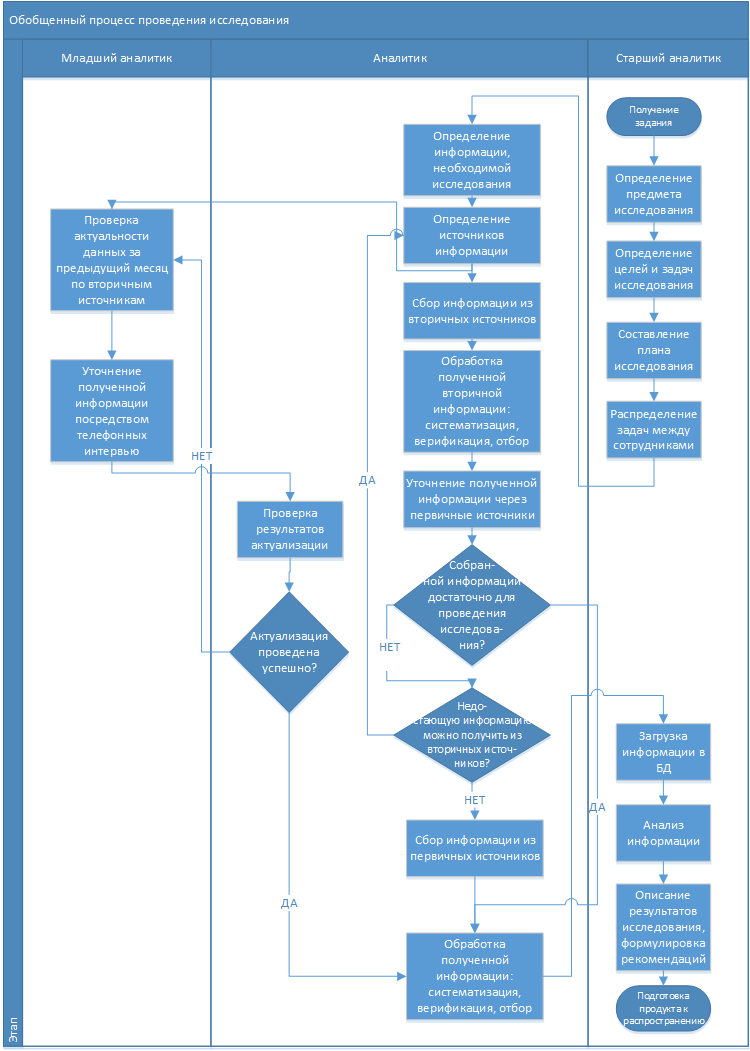 Обобщенный процесс проведения исследования
Младший аналитик
Аналитик
Старший аналитик
Получение
задания
Определение
предмета
исследования
Определение
целей и задач
исследования
Составление
плана
исследования
Распределение
задач между
сотрудниками
Определение
информации,
необходимой
исследования
Определение
источников
информации
Проверка
актуальности
данных за
предыдущий месяц
по вторичным
источникам
Уточнение
полученной
информации
посредством
телефонных
интервью
Сбор информации из
вторичных источников
Обработка
полученной
вторичной
информации:
систематизация,
верификация, отбор
Уточнение полученной
информации через
первичные источники
НЕТ
ДА
Проверка
результатов
актуализации
Актуализация
проведена
успешно?
Собран-
ной информации
достаточно для
проведения
исследова-
ния?
НЕТ
Недо-
стающую информацию
можно получить из
вторичных источ-
ников?
НЕТ
ДА
Сбор информации из
первичных источников
ДА
Обработка
полученной
информации:
систематизация,
верификация, отбор
Загрузка
информации в
БД
Анализ
информации
Описание
результатов
исследования,
формулировка
рекомендаций
Подготовка
продукта к
распространению
Этап